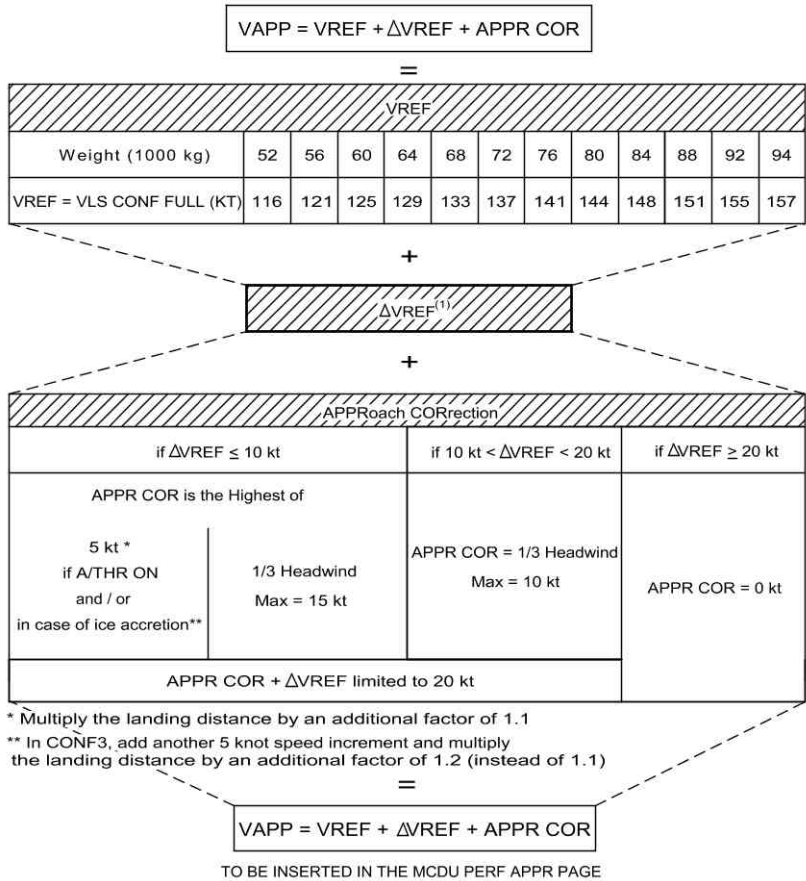 VAPP = VREF + ΔVREF + APPR COR
=
VREF
Weight (1000 kg) 52 56 60 64 68 72 76 80 84 88 92 94
VREF = VLS CONF FULL (KT) 116 121 125 129 133 137 141 144 148 151 155 157
+
ΔVREF(1)
+
APPRoach CORrection
if ΔVREF ≤ 10 kt if 10 kt < ΔVREF < 20 kt if ΔVREF ≥ 20 kt
APPR COR is the Highest of
5 kt *
if A/THR ON
and / or
in case of ice accretion**
1/3 Headwind
Max = 15 kt
APPR COR = 1/3 Headwind
Max = 10 kt
APPR COR = 0 kt
APPR COR + ΔVREF limited to 20 kt
* Multiply the landing distance by an additional factor of 1.1
** In CONF3, add another 5 knot speed increment and multiply
the landing distance by an additional factor of 1.2 (instead of 1.1)
=
VAPP = VREF + ΔVREF + APPR COR
TO BE INSERTED IN THE MCDU PERF APPR PAGE